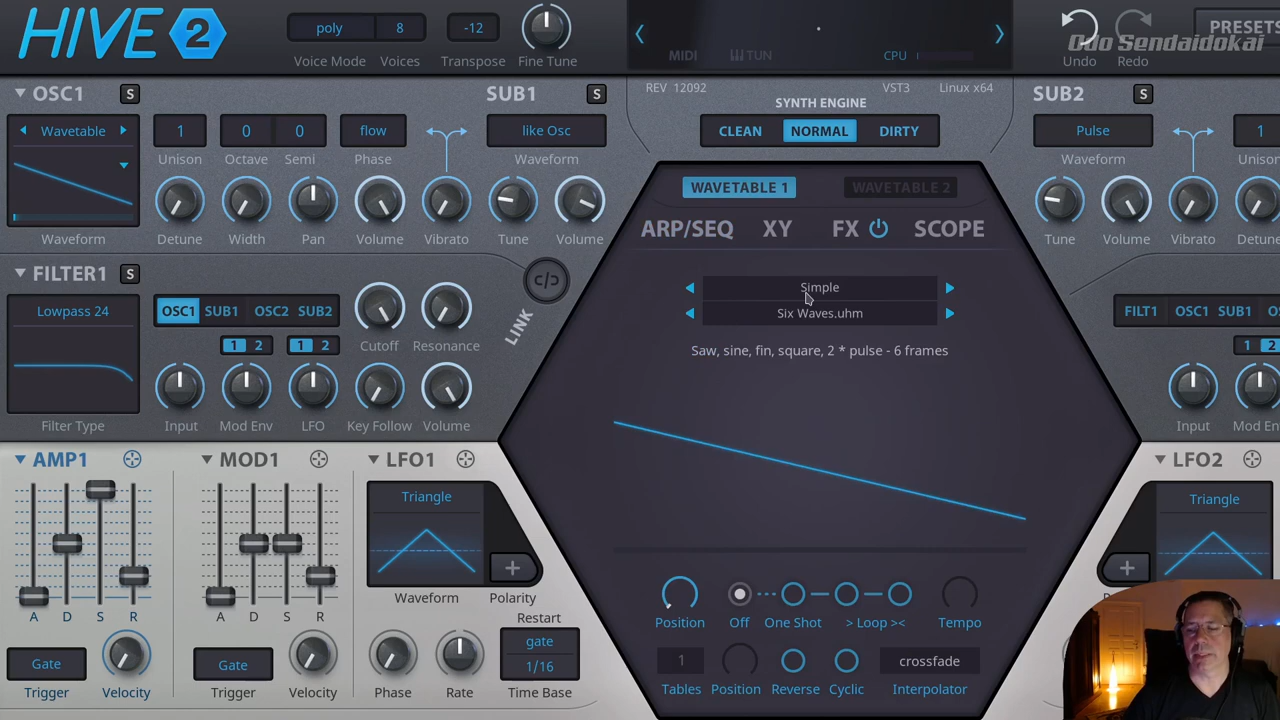 HIVE 2
poly 8 -12
Voice Mode Voices Transpose Fine Tune
MIDI TUN CPU
Undo Redo
PRESETS
Odo Sendaidokai
OSC1 S
Wavetable
Waveform
1 0 0 flow
Unison Octave Semi Phase
Detune Width Pan Volume Vibrato
SUB1 S
like Osc
Waveform
Tune Volume
REV 12092 VST3 Linux x64
SYNTH ENGINE
CLEAN NORMAL DIRTY
SUB2 S
Pulse 1
Waveform Unison
Tune Volume Vibrato Detune
WAVETABLE 1 WAVETABLE 2
ARP/SEQ XY FX SCOPE
Simple
Six Waves.uhm
Saw, sine, fin, square, 2 * pulse - 6 frames
FILTER1 S
Lowpass 24
Filter Type
OSC1 SUB1 OSC2 SUB2
1 2 1 2
Cutoff Resonance
Input Mod Env LFO Key Follow Volume
LINK
FILT1 OSC1 SUB1
1 2
Input Mod
AMP1
A D S R
Gate
Trigger Velocity
MOD1
A D S R
Gate
Trigger Velocity
LFO1
Triangle
Waveform Polarity
Restart
gate
1/16
Phase Rate Time Base
Position Off One Shot > Loop >< Tempo
1 crossfade
Tables Position Reverse Cyclic Interpolator
LFO2
Triangle